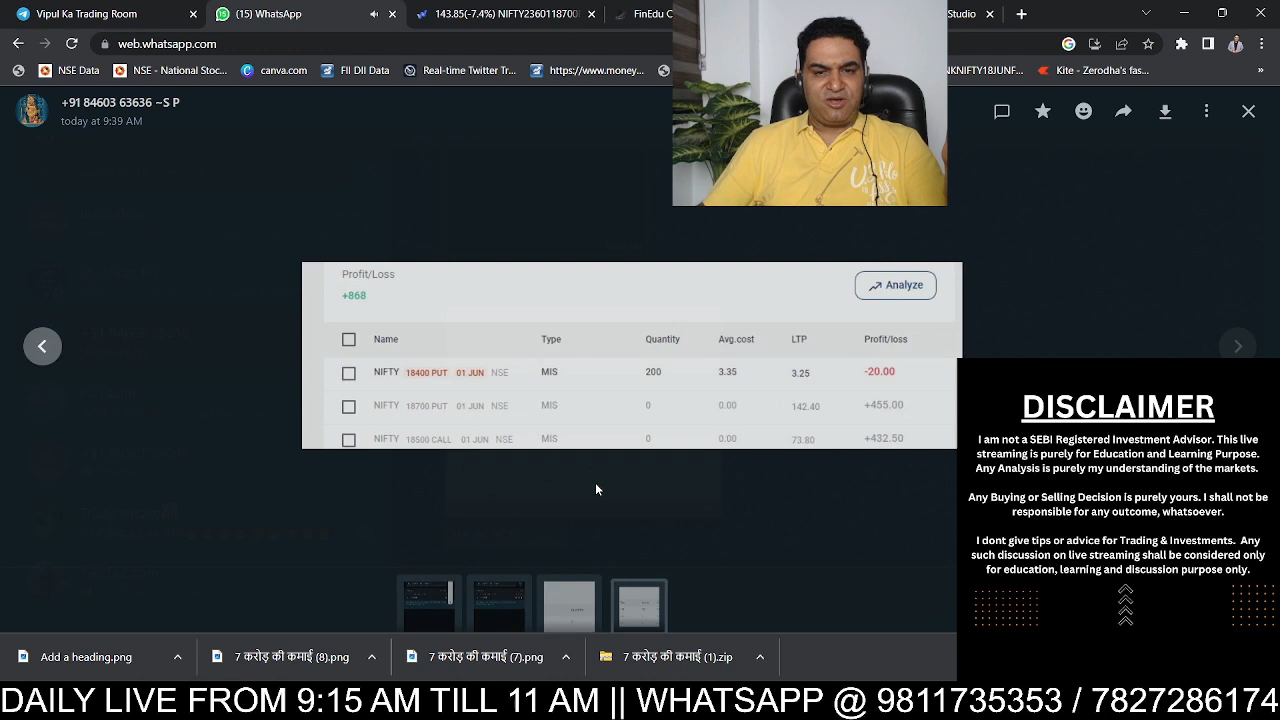 Vipul Ka Trading Room
(15) WhatsApp
143.85(-7.4%) NIFTY2360118700
FinEdu C
Studio
web.whatsapp.com
NSE Data
NSE - National Stoc...
canva.com
FII DII Data
Real-time Twitter Tr...
https://www.money...
NKNIFTY18JUNF...
Kite - Zerodha's fas...
+91 84603 63636 ~S P
today at 9:39 AM
Profit/Loss
+868
Analyze
Name Type Quantity Avg.cost LTP Profit/loss
NIFTY 18400 PUT 01 JUN NSE MIS 200 3.35 3.25 -20.00
NIFTY 18700 PUT 01 JUN NSE MIS 0 0.00 142.40 +455.00
NIFTY 18500 CALL 01 JUN NSE MIS 0 0.00 73.80 +432.50
DISCLAIMER
I am not a SEBI Registered Investment Advisor. This live
streaming is purely for Education and Learning Purpose.
Any Analysis is purely my understanding of the markets.
Any Buying or Selling Decision is purely yours. I shall not be
responsible for any outcome, whatsoever.
I dont give tips or advice for Trading & Investments. Any
such discussion on live streaming shall be considered only
for education, learning and discussion purpose only.
Add a heading.png
7 करोड़ की कमाई (8).png
7 करोड़ की कमाई (7).png
7 करोड़ की कमाई (1).zip
DAILY LIVE FROM 9:15 AM TILL 11 AM || WHATSAPP @ 9811735353 / 7827286174